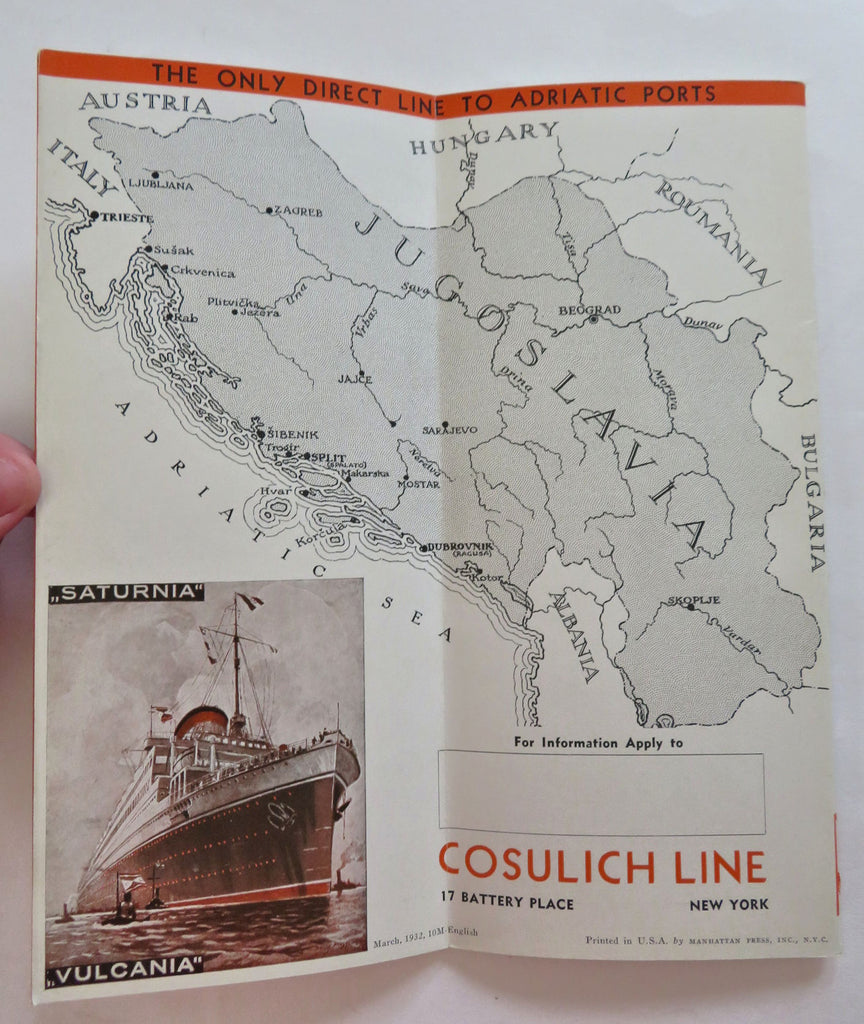 THE ONLY DIRECT LINE TO ADRIATIC PORTS
AUSTRIA
HUNGARY
ITALY
ROUMANIA
LJUBLJANA
Dunav
TRIESTE
ZAGREB
JUGOSLAVIA
Sušak
Tisa
Crkvenica
Plitvička
Jezera
Una
Sava
BEOGRAD
Dunav
Rab
Vrbas
JAJCE
Drina
Morava
ADRIATIC SEA
ŠIBENIK
SARAJEVO
BULGARIA
Trogir
SPLIT
(SPALATO)
Makarska
Neretva
MOSTAR
Hvar
Korčula
DUBROVNIK
(RAGUSA)
Kotor
ALBANIA
SKOPLJE
Vardar
„SATURNIA“
For Information Apply to
COSULICH LINE
17 BATTERY PLACE NEW YORK
March, 1932, 10M-English
Printed in U.S.A. by MANHATTAN PRESS, INC., N.Y.C.
„VULCANIA“